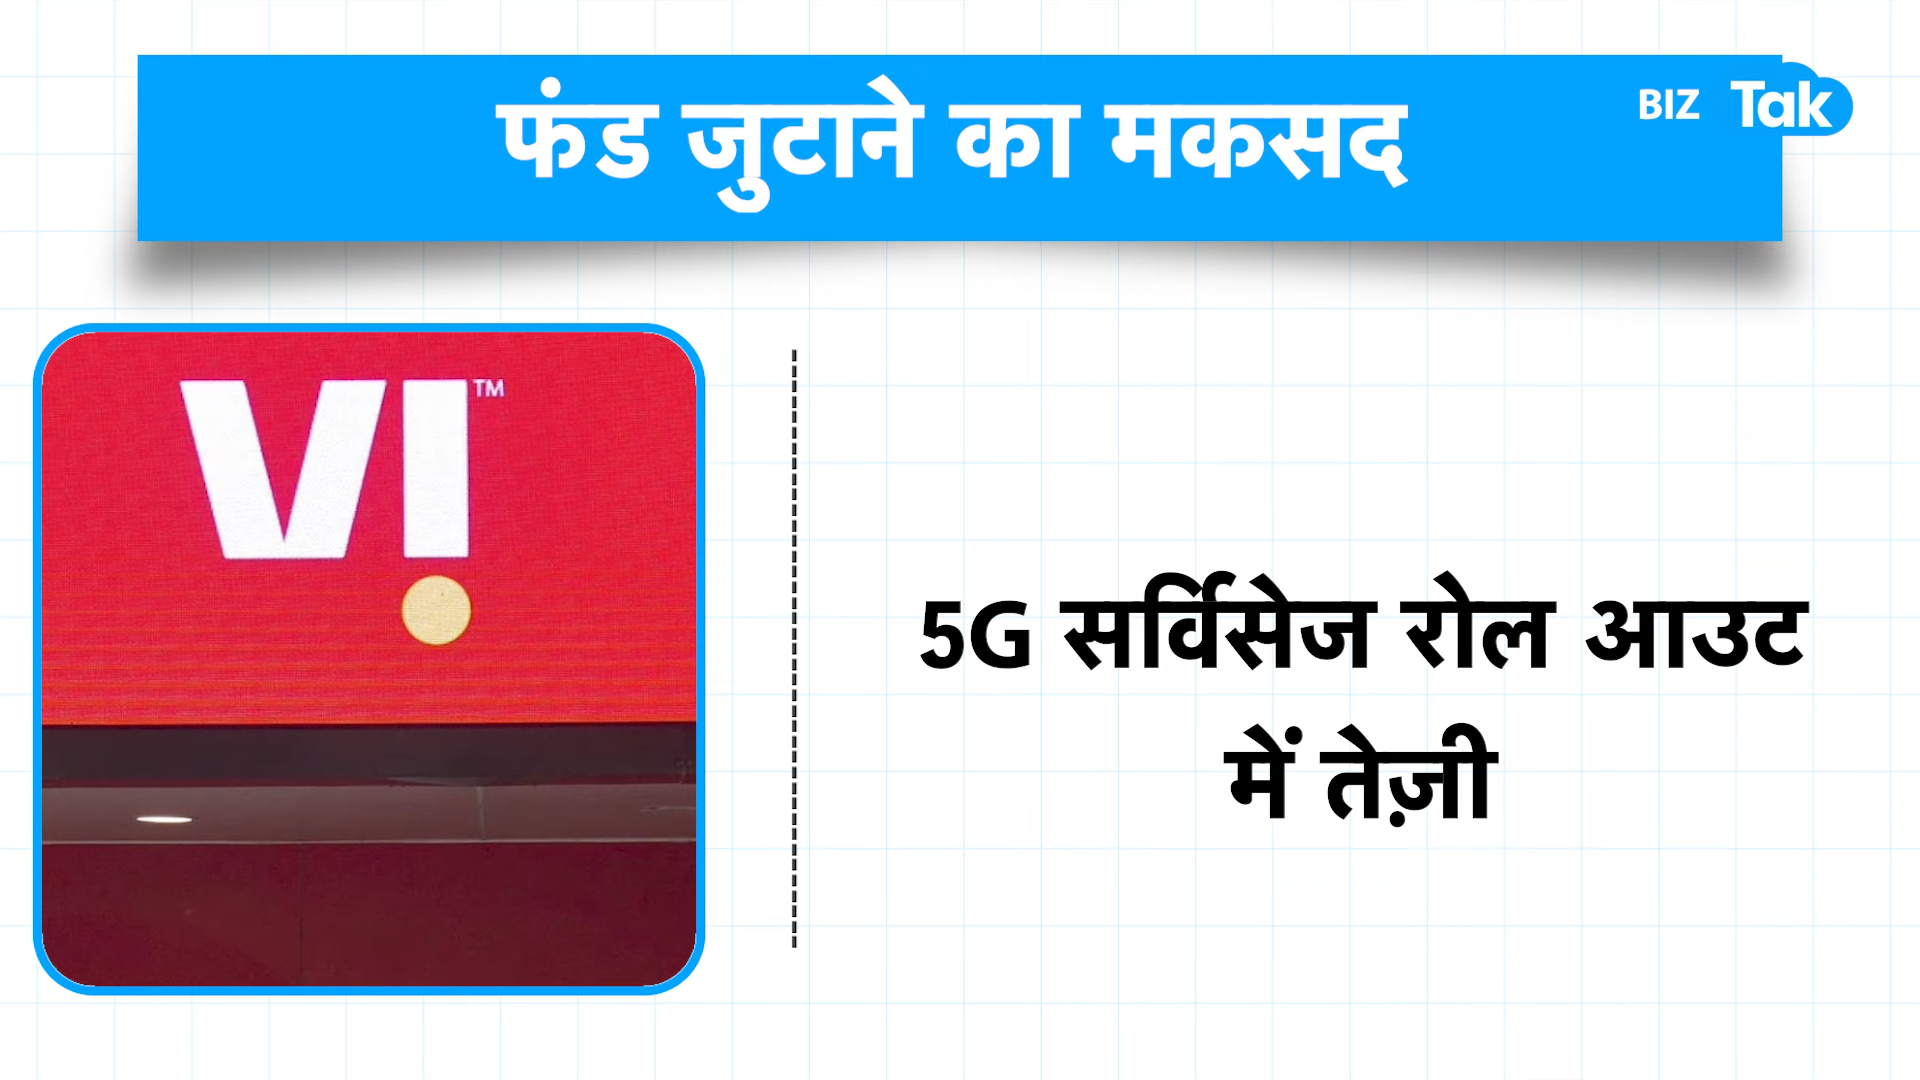 फंड जुटाने का मकसद
BIZ Tak
VI™
5G सर्विसेज रोल आउट
में तेज़ी